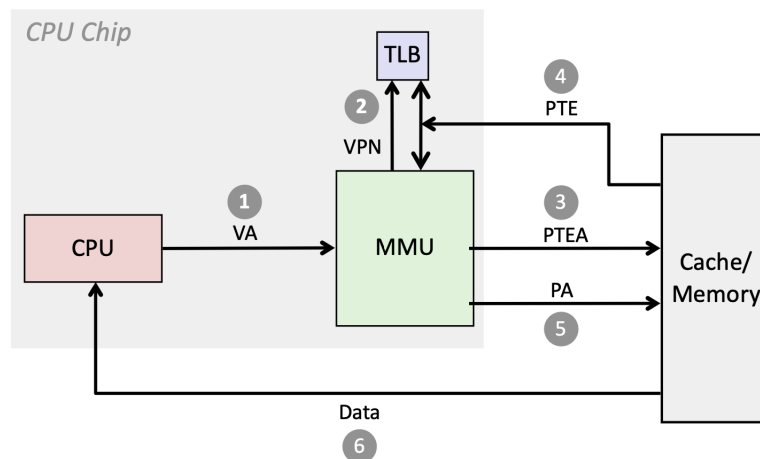 CPU Chip
TLB
4
2
PTE
VPN
1
3
VA
PTEA
CPU
MMU
Cache/
Memory
PA
5
Data
6